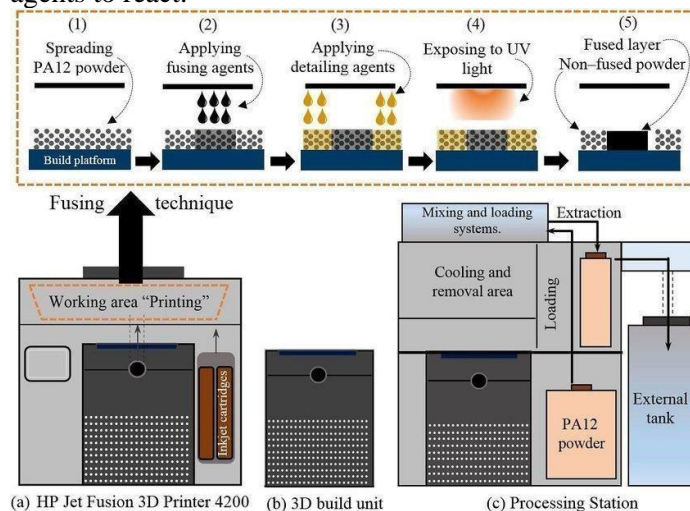 agents to react.
(1) (2) (3) (4) (5)
Spreading
PA12 powder
Applying
fusing agents
Applying
detailing agents
Exposing to UV
light
Fused layer
Non–fused powder
Build platform
Fusing technique
Working area “Printing”
Inkjet cartridges
Mixing and loading
systems.
Extraction
Cooling and
removal area
Loading
PA12
powder
External
tank
(a) HP Jet Fusion 3D Printer 4200
(b) 3D build unit
(c) Processing Station